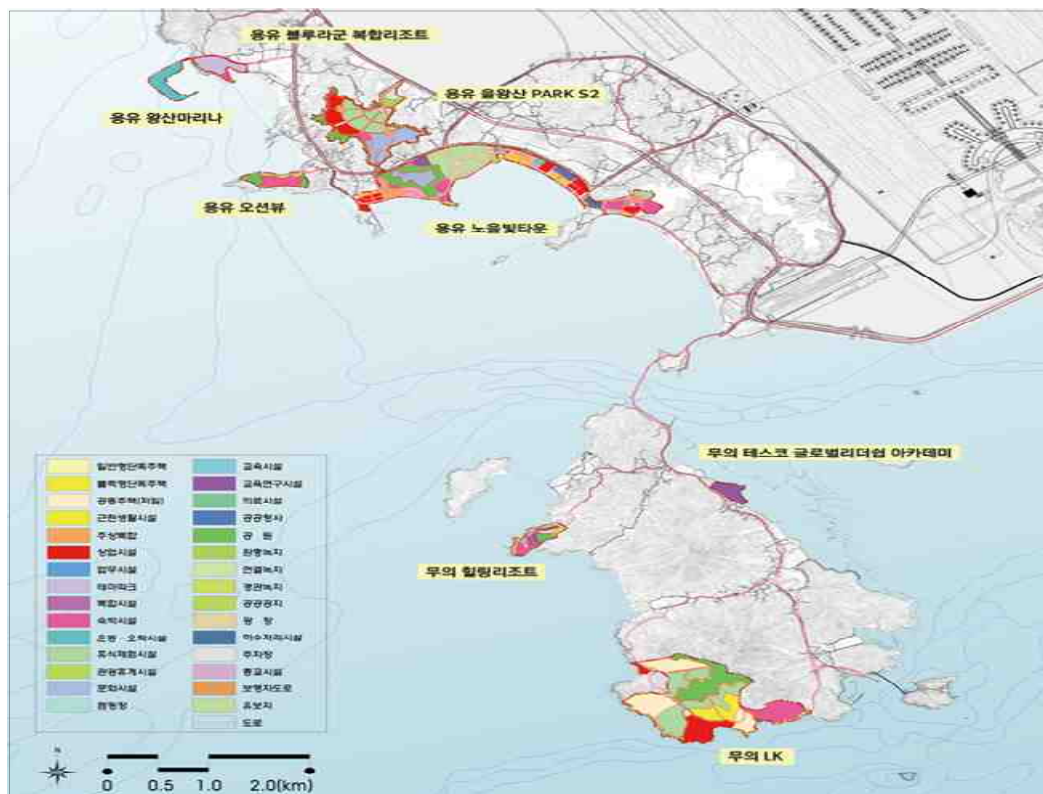 용유 블루라군 복합리조트
용유 을왕산 PARK S2
용유 왕산마리나
용유 오션뷰
용유 노을빛타운
무의 테스코 글로벌리더쉽 아카데미
무의 힐링리조트
무의 LK
일반형단독주택
블럭형단독주택
공동주택(저밀)
근린생활시설
주상복합
상업시설
업무시설
테마파크
복합시설
숙박시설
운동·오락시설
휴식체험시설
관광휴게시설
문화시설
캠핑장
교육시설
교육연구시설
의료시설
공공청사
공 원
완충녹지
연결녹지
경관녹지
공공공지
광 장
하수처리시설
주차장
종교시설
보행자도로
유보지
도로
N
0 0.5 1.0 2.0(km)